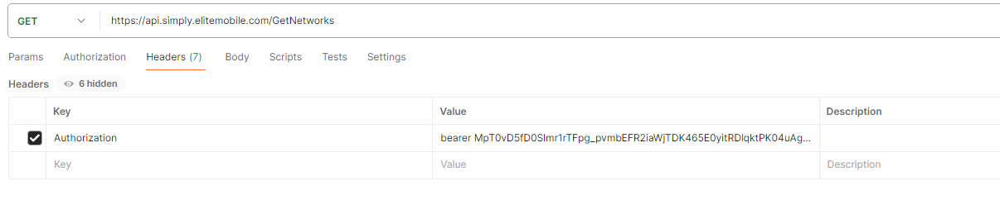 GET https://api.simply.elitemobile.com/GetNetworks
Params Authorization Headers (7) Body Scripts Tests Settings
Headers 6 hidden
Key Value Description
Authorization bearer MpT0vD5fD0Slmr1rTFpg_pvmbEFR2iaWjTDK465E0yitRDlqktPK04uAg...
Key Value Description